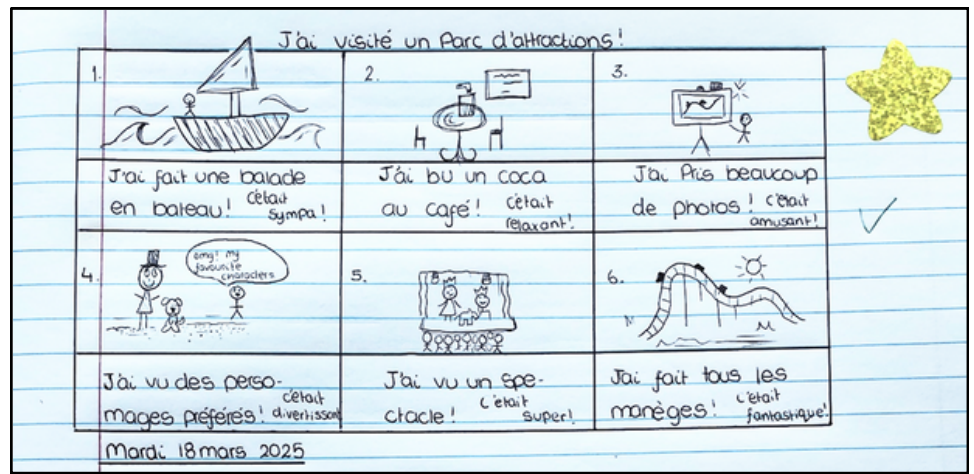 J'ai visité un Parc d'attractions!
1.
2.
3.
J'ai fait une balade
en bateau! c'était
sympa!
J'ai bu un coca
au café! c'était
relaxant!
J'ai Pris beaucoup
de photos! c'était
amusant!
4.
omg! my
favourite
characters
5.
6.
J'ai vu des perso-
mages préférés! c'était
divertissant
J'ai vu un spe-
ctacle! c'était
super!
J'ai fait tous les
manèges! c'était
fantastique!
Mardi 18 mars 2025